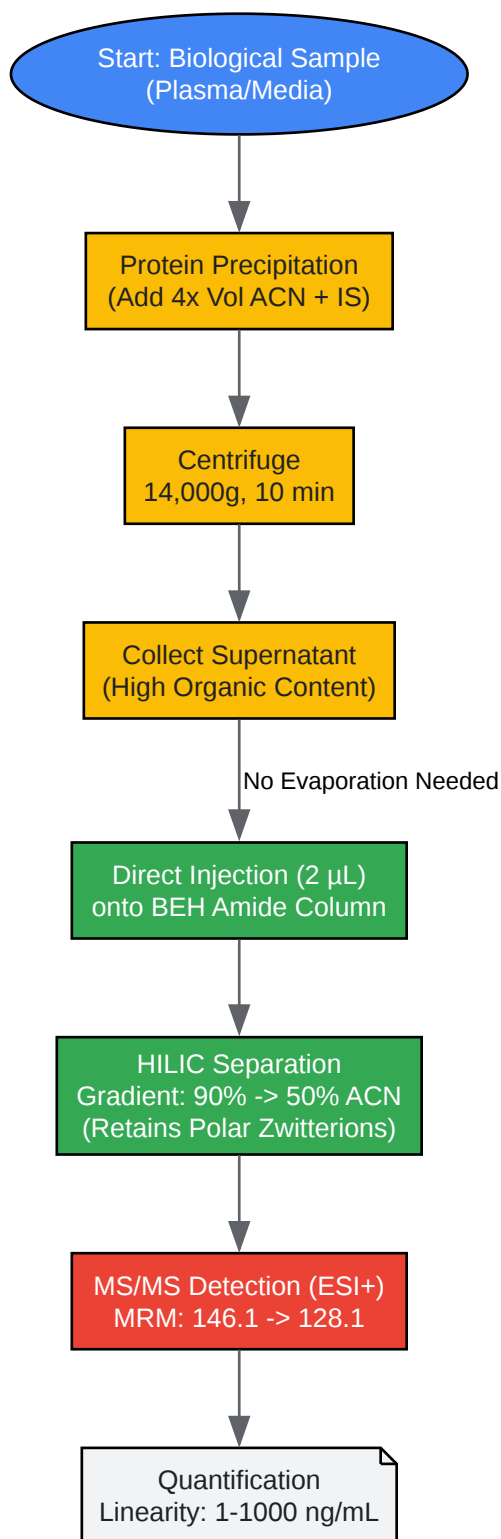 Start: Biological Sample
(Plasma/Media)
Protein Precipitation
(Add 4x Vol ACN + IS)
Centrifuge
14,000g, 10 min
Collect Supernatant
(High Organic Content)
No Evaporation Needed
Direct Injection (2 µL)
onto BEH Amide Column
HILIC Separation
Gradient: 90% -> 50% ACN
(Retains Polar Zwitterions)
MS/MS Detection (ESI+)
MRM: 146.1 -> 128.1
Quantification
Linearity: 1-1000 ng/mL